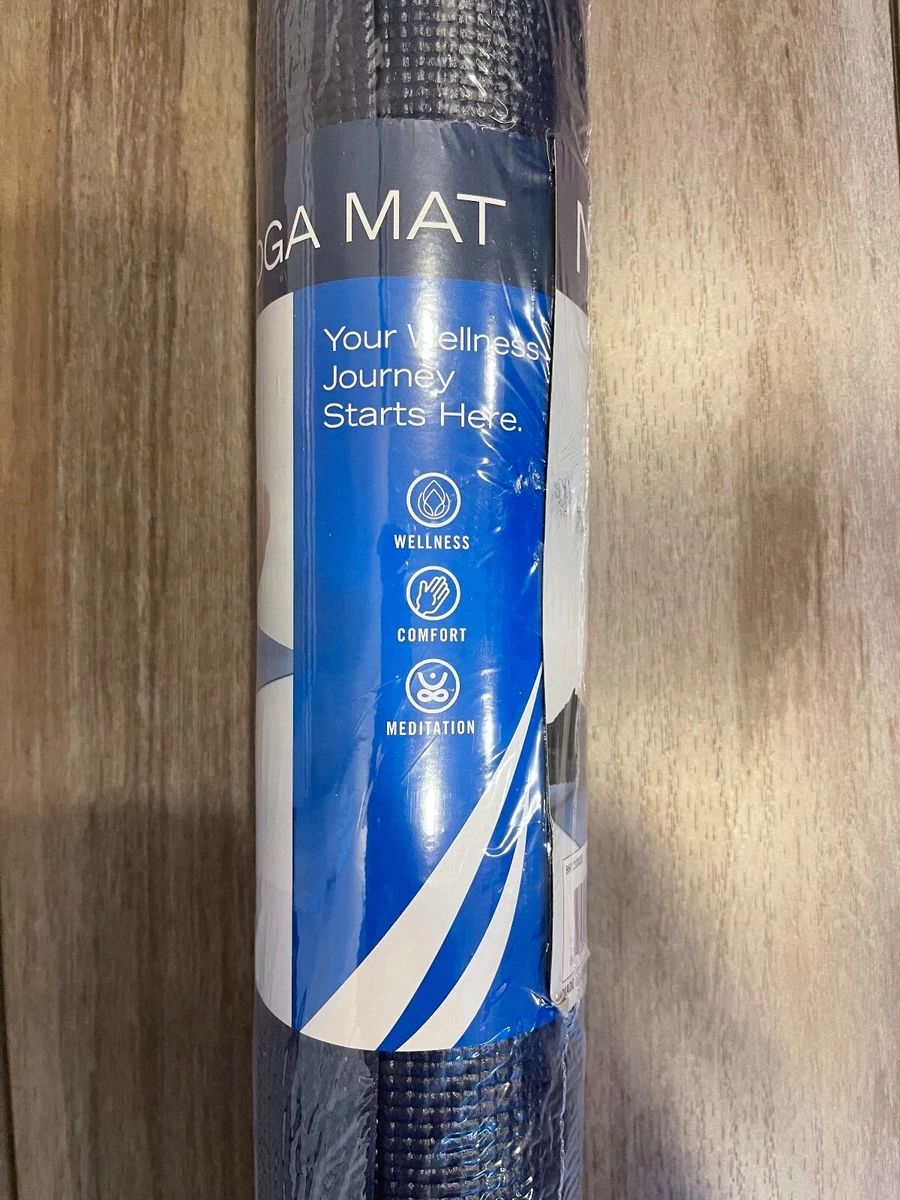 OGA MAT
Your Wellness
Journey
Starts Here.
WELLNESS
COMFORT
MEDITATION